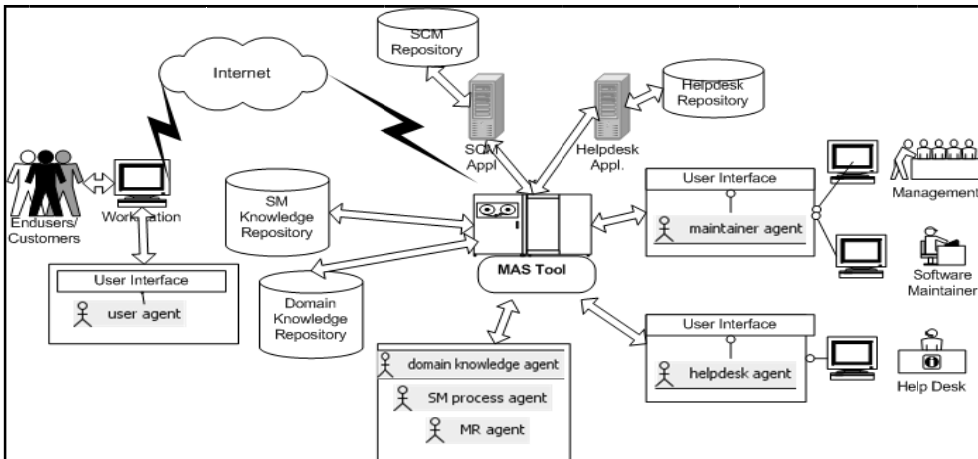 SCM
Repository
Internet
Helpdesk
Repository
SCM
Appl
Helpdesk
Appl.
Endusers/
Customers
Workstation
SM
Knowledge
Repository
User Interface
maintainer agent
Management
MAS Tool
Software
Maintainer
User Interface
user agent
Domain
Knowledge
Repository
domain knowledge agent
SM process agent
MR agent
User Interface
helpdesk agent
Help Desk